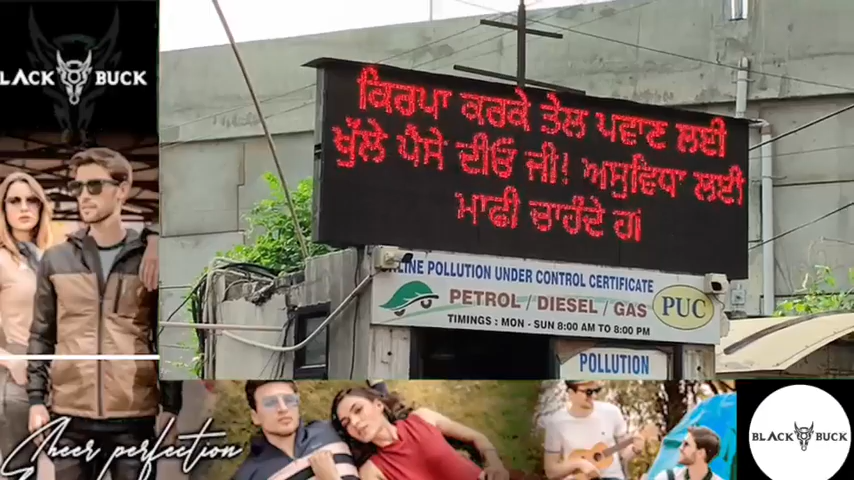 BLACK BUCK
ਕਿਰਪਾ ਕਰਕੇ ਤੇਲ ਪਵਾਣ ਲਈ
ਖੁੱਲੇ ਪੈਸੇ ਦੀਓ ਜੀ! ਅਸੁਵਿਧਾ ਲਈ
ਮਾਫੀ ਚਾਹੁੰਦੇ ਹਾਂ
ONLINE POLLUTION UNDER CONTROL CERTIFICATE
PETROL / DIESEL / GAS
TIMINGS: MON - SUN 8:00 AM TO 8:00 PM
PUC
POLLUTION
Sheer perfection
BLACK BUCK